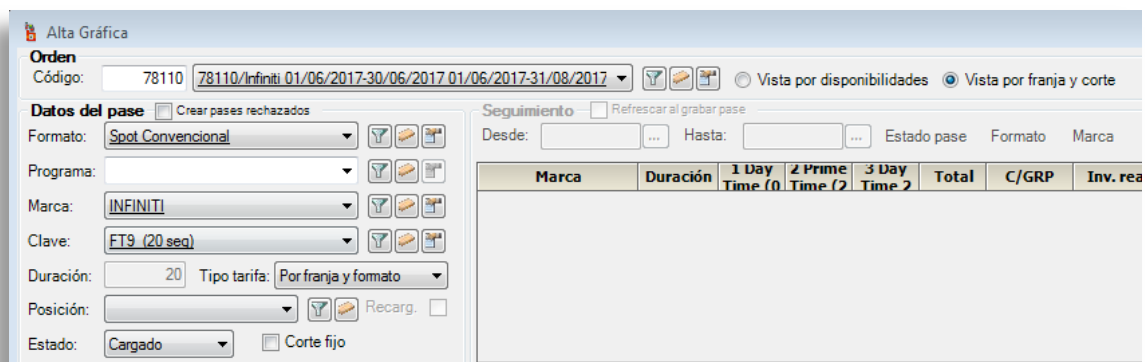 Alta Gráfica
Orden
Código: 78110 78110/Infiniti 01/06/2017-30/06/2017 01/06/2017-31/08/2017 Vista por disponibilidades Vista por franja y corte
Datos del pase Crear pases rechazados
Seguimiento Refrescar al grabar pase
Formato: Spot Convencional
Desde: ... Hasta: ... Estado pase Formato Marca
Programa:
Marca Duración 1 Day Time (0 2 Prime Time (2 3 Day Time 2 Total C/GRP Inv. rea
Marca: INFINITI
Clave: FT9 (20 seg)
Duración: 20 Tipo tarifa: Por franja y formato
Posición: Recarg.
Estado: Cargado Corte fijo